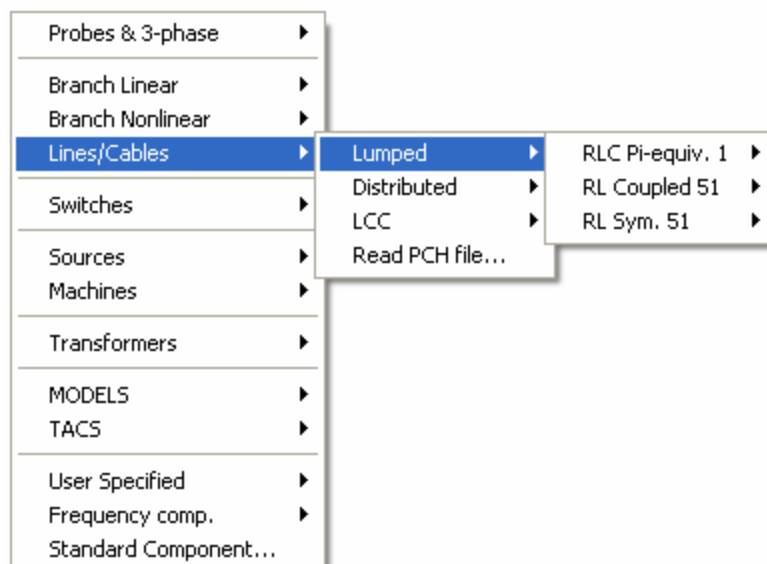 Probes & 3-phase
Branch Linear
Branch Nonlinear
Lines/Cables
Switches
Sources
Machines
Transformers
MODELS
TACS
User Specified
Frequency comp.
Standard Component...
Lumped
Distributed
LCC
Read PCH file...
RLC Pi-equiv. 1
RL Coupled 51
RL Sym. 51